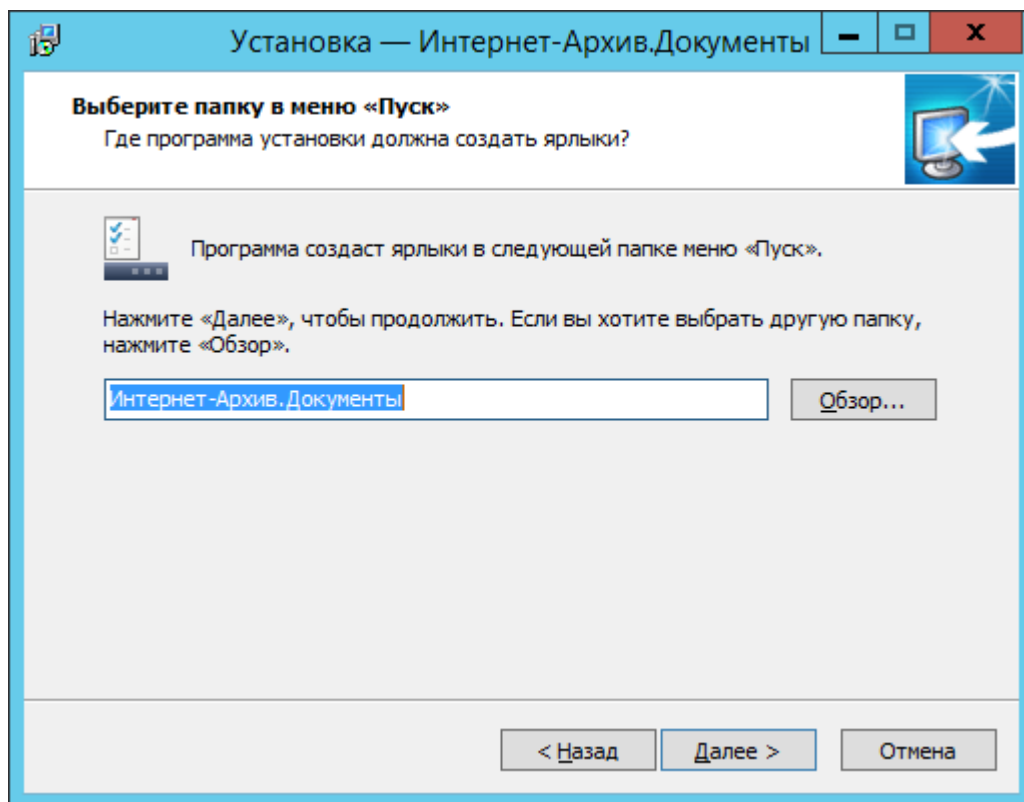 Установка — Интернет-Архив.Документы
Выберите папку в меню «Пуск»
Где программа установки должна создать ярлыки?
Программа создаст ярлыки в следующей папке меню «Пуск».
Нажмите «Далее», чтобы продолжить. Если вы хотите выбрать другую папку,
нажмите «Обзор».
Интернет-Архив.Документы
Обзор...
< Назад
Далее >
Отмена